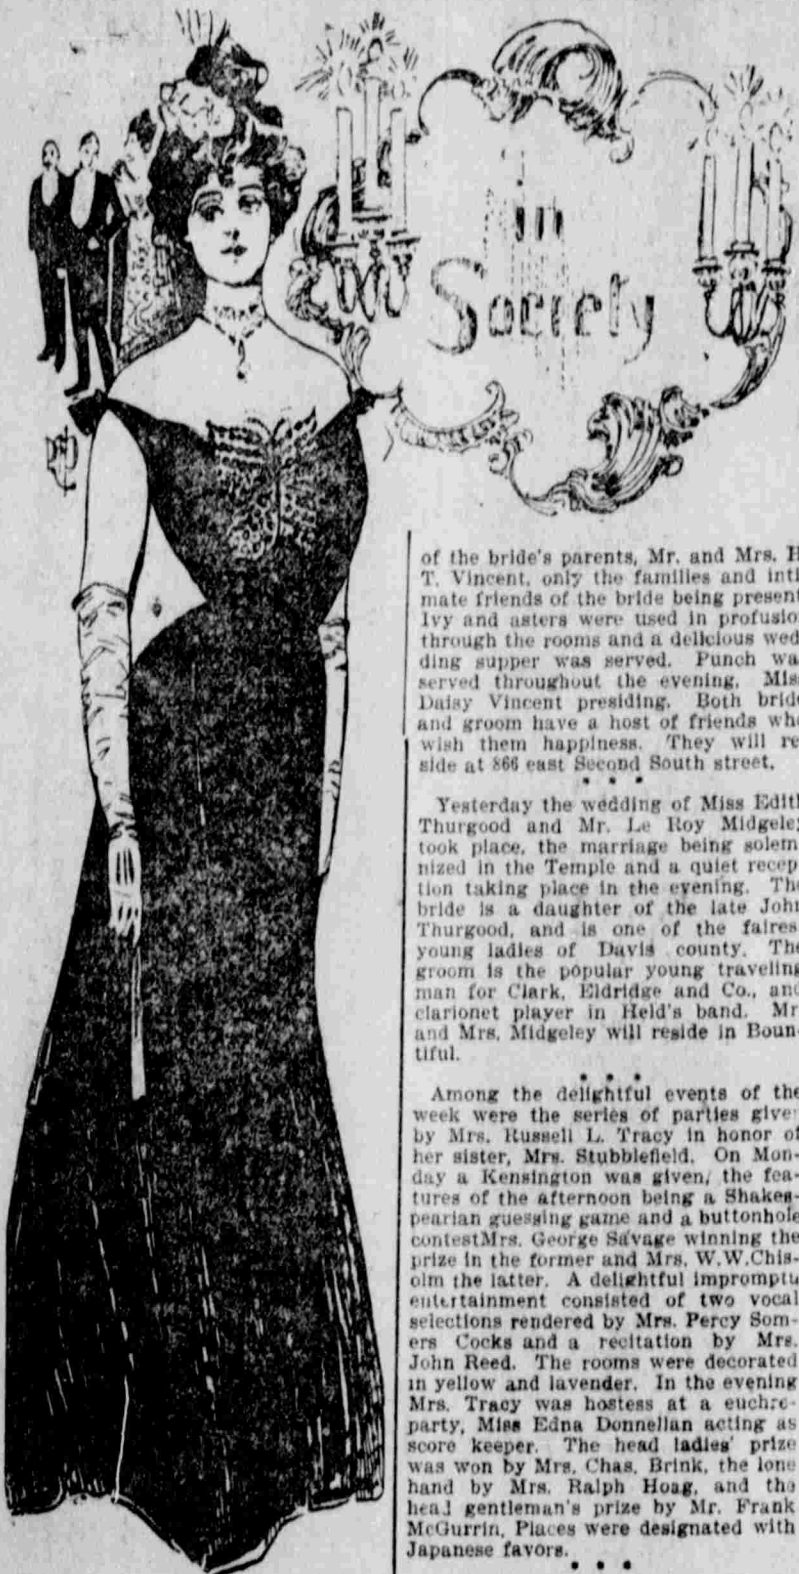 in
Society
of the bride's parents, Mr. and Mrs. H
T. Vincent, only the families and inti
mate friends of the bride being present
Ivy and asters were used in profusio
through the rooms and a delicious wed
ding supper was served. Punch wa
served throughout the evening, Mis
Daisy Vincent presiding. Both bride
and groom have a host of friends who
wish them happiness. They will re
side at 866 east Second South street.
• • •
Yesterday the wedding of Miss Edith
Thurgood and Mr. Le Roy Midgeley
took place, the marriage being solem
nized in the Temple and a quiet recep
tion taking place in the evening. The
bride is a daughter of the late John
Thurgood, and is one of the faires
young ladies of Davis county. The
groom is the popular young traveling
man for Clark, Eldridge and Co., and
clarionet player in Held's band. Mr
and Mrs. Midgeley will reside in Boun-
tiful.
• • •
Among the delightful events of the
week were the series of parties give
by Mrs. Russell L. Tracy in honor of
her sister, Mrs. Stubblefield. On Mon-
day a Kensington was given, the fea-
tures of the afternoon being a Shakes-
pearian guessing game and a buttonhole
contestMrs. George Savage winning the
prize in the former and Mrs. W.W.Chis-
olm the latter. A delightful impromptu
entertainment consisted of two vocal
selections rendered by Mrs. Percy Som-
ers Cocks and a recitation by Mrs.
John Reed. The rooms were decorated
in yellow and lavender. In the evening
Mrs. Tracy was hostess at a euchre-
party, Miss Edna Donnellan acting as
score keeper. The head ladies' prize
was won by Mrs. Chas. Brink, the lone
hand by Mrs. Ralph Hoag, and the
head gentleman's prize by Mr. Frank
McGurrin, Places were designated with
Japanese favors.
• • •